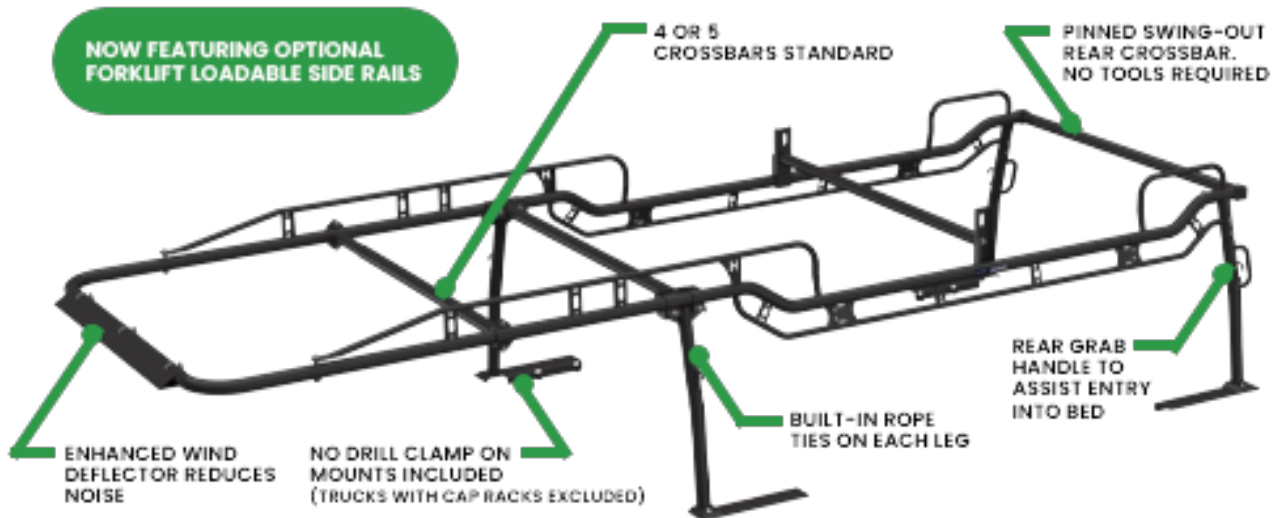 NOW FEATURING OPTIONAL
FORKLIFT LOADABLE SIDE RAILS
4 OR 5
CROSSBARS STANDARD
PINNED SWING-OUT
REAR CROSSBAR.
NO TOOLS REQUIRED
REAR GRAB
HANDLE TO
ASSIST ENTRY
INTO BED
BUILT-IN ROPE
TIES ON EACH LEG
NO DRILL CLAMP ON
MOUNTS INCLUDED
(TRUCKS WITH CAP RACKS EXCLUDED)
ENHANCED WIND
DEFLECTOR REDUCES
NOISE